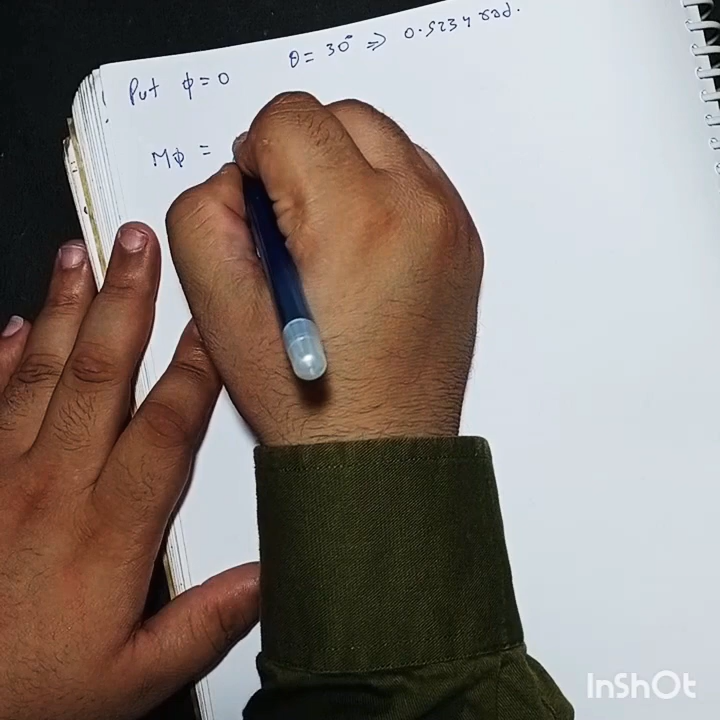 Put φ=0 θ= 30° ⇒ 0.5234 rad.
Mφ =
InShOt